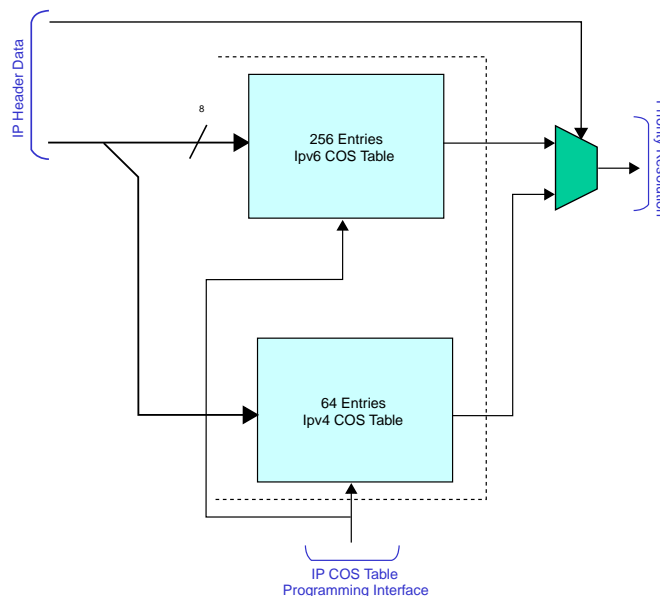 IP Header Data
8
256 Entries
Ipv6 COS Table
64 Entries
Ipv4 COS Table
Resolution
IP COS Table
Programming Interface